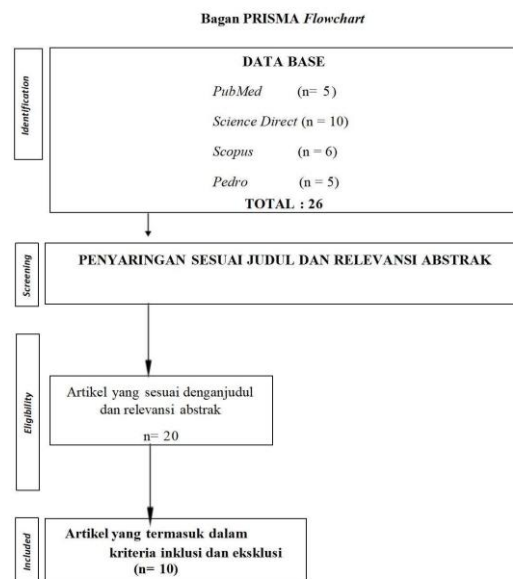 Bagan PRISMA Flowchart
Identification
DATA BASE
PubMed (n= 5 )
Science Direct (n = 10)
Scopus (n = 6)
Pedro (n = 5)
TOTAL : 26
Screening
PENYARINGAN SESUAI JUDUL DAN RELEVANSI ABSTRAK
Eligibility
Artikel yang sesuai denganjudul
dan relevansi abstrak
n= 20
Included
Artikel yang termasuk dalam
kriteria inklusi dan eksklusi
(n= 10)